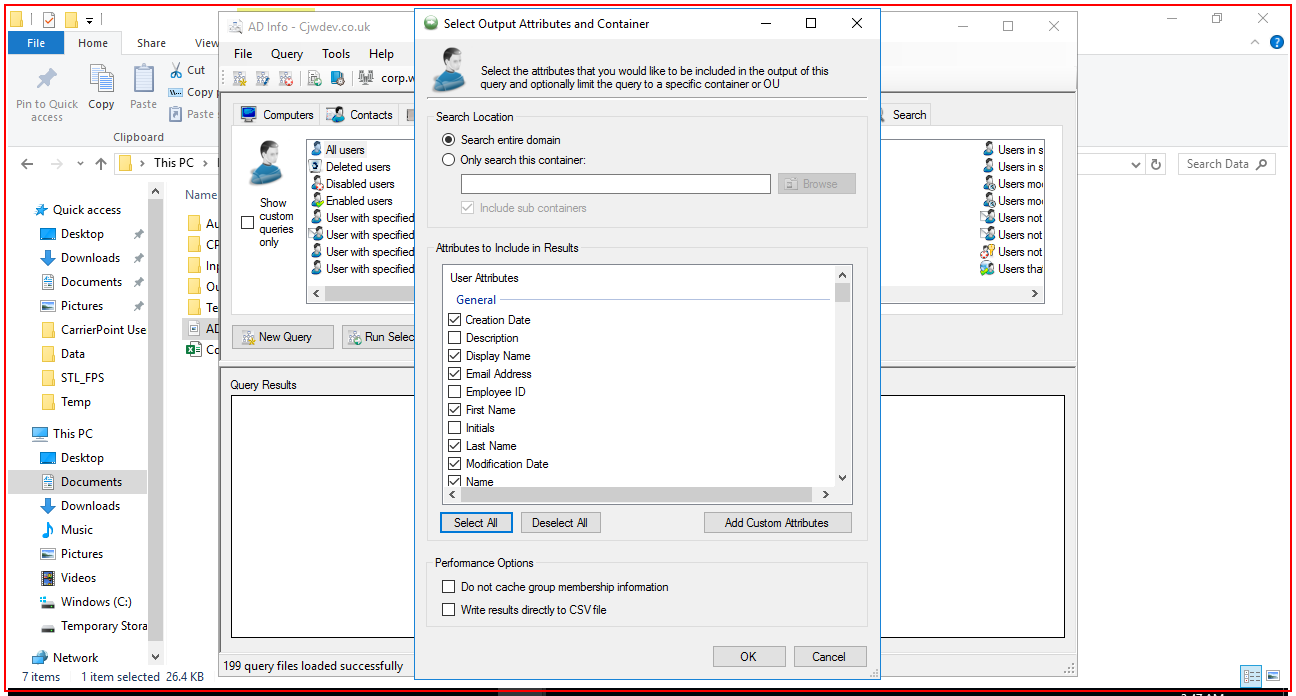 File
Home
Share
View
Pin to Quick access
Copy
Paste
Cut
Copy
Paste
Clipboard
This PC
Search Data
Name
Quick access
Desktop
Downloads
Documents
Pictures
CarrierPoint Use
Data
STL_FPS
Temp
This PC
Desktop
Documents
Downloads
Music
Pictures
Videos
Windows (C:)
Temporary Stora
Network
Au
CP
Inp
Ou
Te
AD
Co
7 items 1 item selected 26.4 KB
AD Info - Cjwdev.co.uk
File Query Tools Help
corp.w
Computers
Contacts
Search
Show custom queries only
All users
Deleted users
Disabled users
Enabled users
User with specified
User with specified
User with specified
User with specified
Users in s
Users in s
Users mo
Users mo
Users not
Users not
Users not
Users tha
New Query
Run Selec
Query Results
199 query files loaded successfully
Select Output Attributes and Container
Select the attributes that you would like to be included in the output of this
query and optionally limit the query to a specific container or OU
Search Location
Search entire domain
Only search this container:
Browse
Include sub containers
Attributes to Include in Results
User Attributes
General
Creation Date
Description
Display Name
Email Address
Employee ID
First Name
Initials
Last Name
Modification Date
Name
Select All
Deselect All
Add Custom Attributes
Performance Options
Do not cache group membership information
Write results directly to CSV file
OK
Cancel